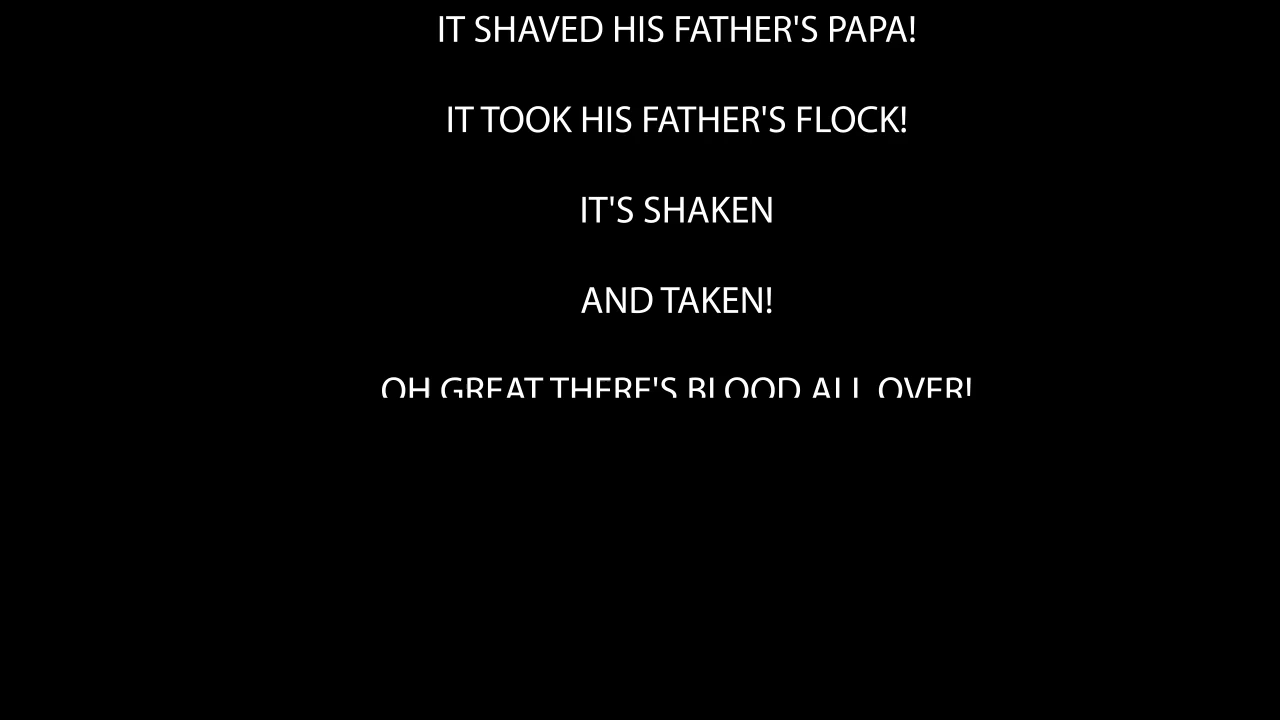 IT SHAVED HIS FATHER'S PAPA!
IT TOOK HIS FATHER'S FLOCK!
IT'S SHAKEN
AND TAKEN!
OH GREAT THERE'S BLOOD ALL OVER!